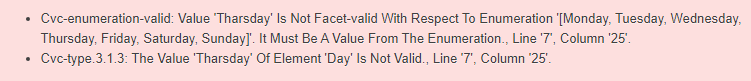 • Cvc-enumeration-valid: Value 'Tharsday' Is Not Facet-valid With Respect To Enumeration '[Monday, Tuesday, Wednesday,
Thursday, Friday, Saturday, Sunday]'. It Must Be A Value From The Enumeration., Line '7', Column '25'.
• Cvc-type.3.1.3: The Value 'Tharsday' Of Element 'Day' Is Not Valid., Line '7', Column '25'.